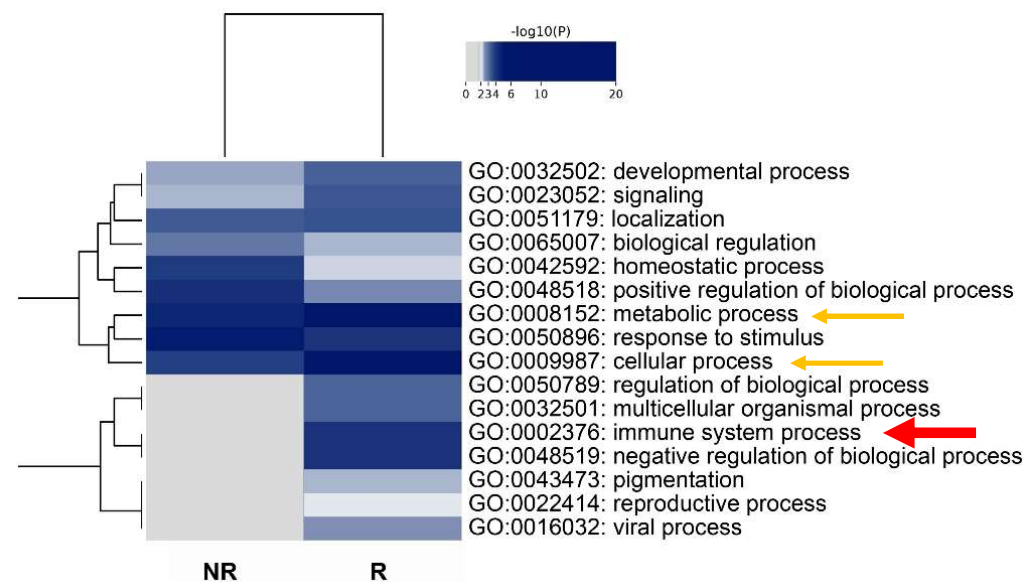 -log10(P)
0 2 3 4 6 10 20
GO:0032502: developmental process
GO:0023052: signaling
GO:0051179: localization
GO:0065007: biological regulation
GO:0042592: homeostatic process
GO:0048518: positive regulation of biological process
GO:0008152: metabolic process
GO:0050896: response to stimulus
GO:0009987: cellular process
GO:0050789: regulation of biological process
GO:0032501: multicellular organismal process
GO:0002376: immune system process
GO:0048519: negative regulation of biological process
GO:0043473: pigmentation
GO:0022414: reproductive process
GO:0016032: viral process
NR R